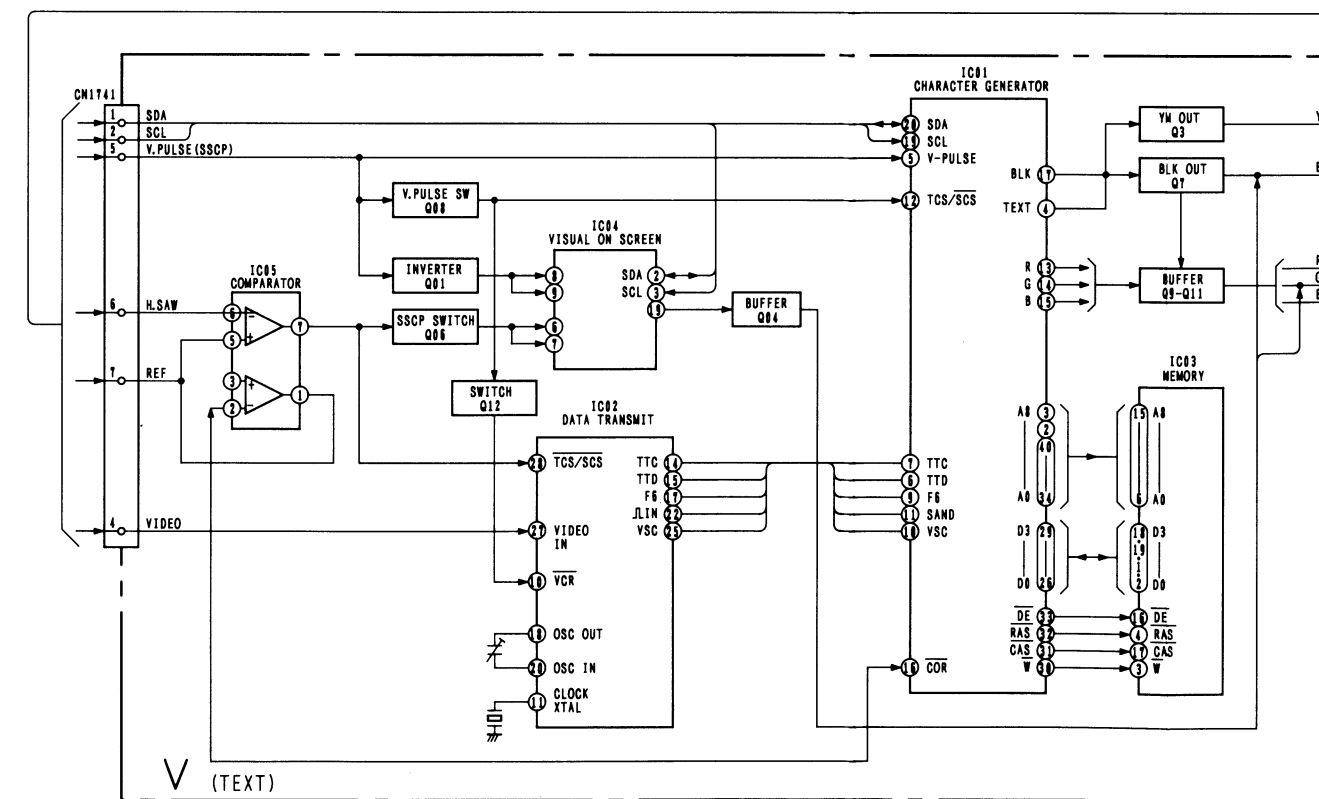 CN1741
1 SDA
2 SCL
5 V.PULSE(SSCP)
6 H.SAW
7 REF
4 VIDEO
IC05
COMPARATOR
6
5
7
3
2
1
V.PULSE SW
Q08
INVERTER
Q01
SSCP SWITCH
Q06
SWITCH
Q12
IC04
VISUAL ON SCREEN
8
9
6
7
SDA 2
SCL 3
19
BUFFER
Q04
IC02
DATA TRANSMIT
28 TCS/SCS
27 VIDEO
IN
10 VCR
18 OSC OUT
20 OSC IN
11 CLOCK
XTAL
TTC 14
TTD 15
F6 17
IN 22
VSC 25
IC01
CHARACTER GENERATOR
20 SDA
19 SCL
5 V-PULSE
12 TCS/SCS
7 TTC
6 TTD
9 F6
11 SAND
10 VSC
16 COR
BLK 17
TEXT 4
R 13
G 14
B 15
A8 3
2
40
A0 34
D3 29
D0 26
OE 33
RAS 32
CAS 31
W 30
YM OUT
Q3
BLK OUT
Q7
BUFFER
Q9-Q11
IC03
MEMORY
15 A8
6 A0
18 D3
19
1
2 D0
16 OE
4 RAS
17 CAS
3 W
V (TEXT)